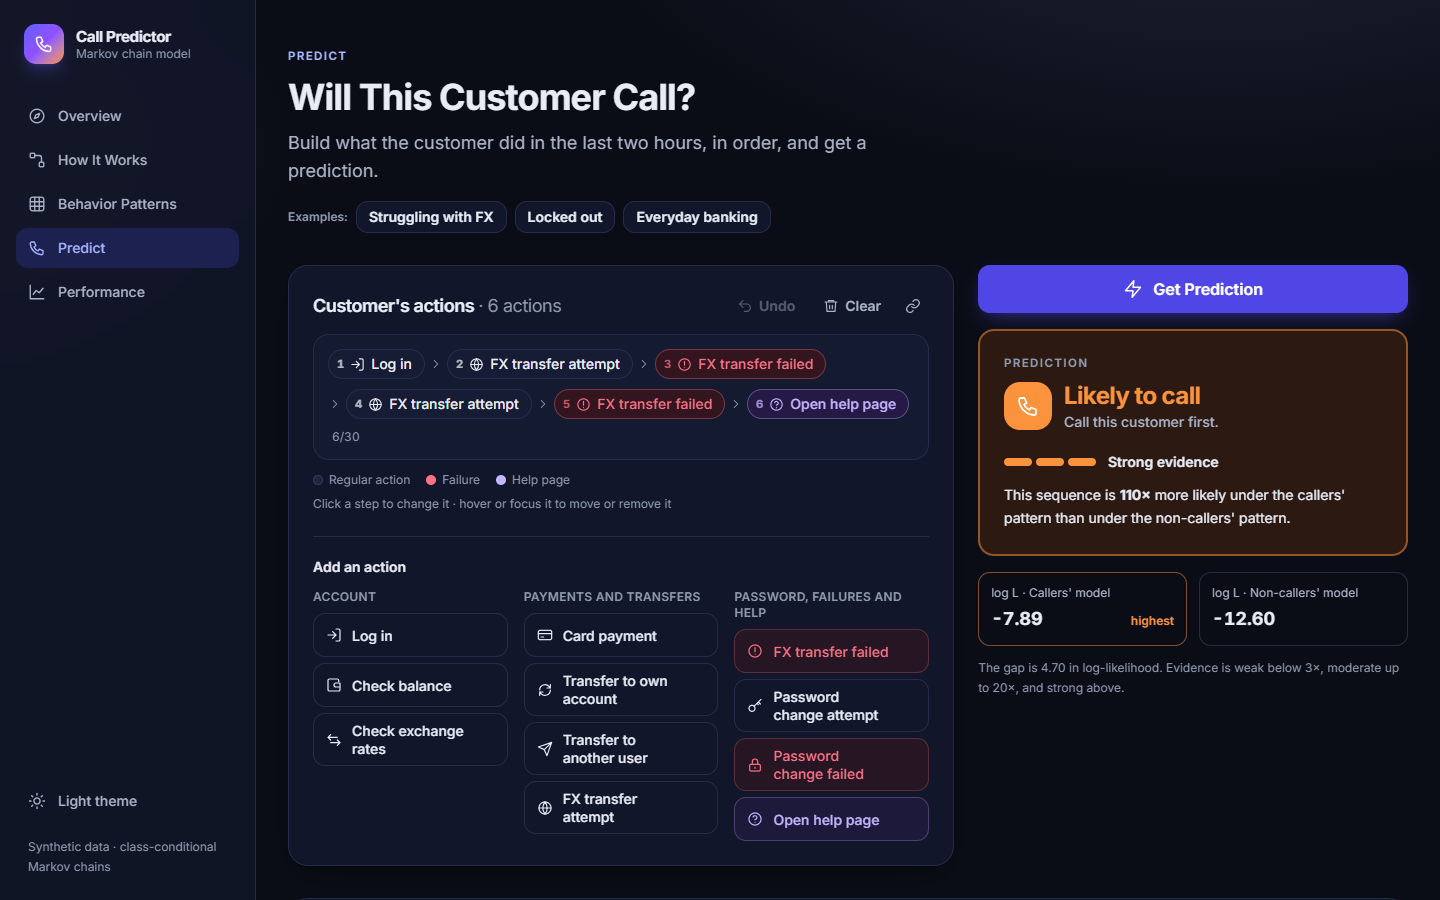 Call Predictor
Markov chain model
Overview
How It Works
Behavior Patterns
Predict
Performance
Light theme
Synthetic data · class-conditional
Markov chains
PREDICT
Will This Customer Call?
Build what the customer did in the last two hours, in order, and get a
prediction.
Examples: Struggling with FX Locked out Everyday banking
Customer's actions · 6 actions Undo Clear
1 Log in › 2 FX transfer attempt › 3 FX transfer failed
› 4 FX transfer attempt › 5 FX transfer failed › 6 Open help page
6/30
Regular action Failure Help page
Click a step to change it · hover or focus it to move or remove it
Add an action
ACCOUNT
Log in
Check balance
Check exchange
rates
PAYMENTS AND TRANSFERS
Card payment
Transfer to own
account
Transfer to
another user
FX transfer
attempt
PASSWORD, FAILURES AND
HELP
FX transfer failed
Password
change attempt
Password
change failed
Open help page
Get Prediction
PREDICTION
Likely to call
Call this customer first.
Strong evidence
This sequence is 110× more likely under the callers'
pattern than under the non-callers' pattern.
log L · Callers' model
-7.89 highest
log L · Non-callers' model
-12.60
The gap is 4.70 in log-likelihood. Evidence is weak below 3×, moderate up
to 20×, and strong above.